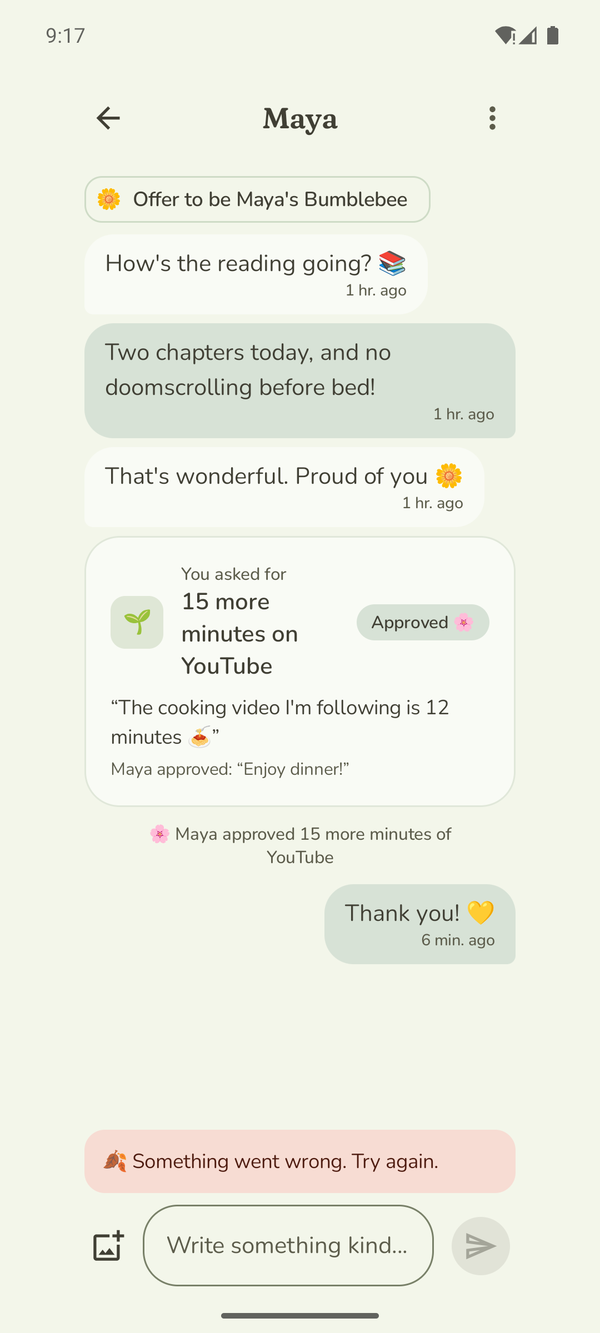 9:17
Maya
🌼 Offer to be Maya's Bumblebee
How's the reading going? 📚
1 hr. ago
Two chapters today, and no
doomscrolling before bed!
1 hr. ago
That's wonderful. Proud of you 🌼
1 hr. ago
You asked for
15 more
minutes on
YouTube
Approved 🌸
“The cooking video I'm following is 12
minutes 🍝”
Maya approved: “Enjoy dinner!”
🌸 Maya approved 15 more minutes of
YouTube
Thank you! 💛
6 min. ago
🍂 Something went wrong. Try again.
Write something kind...